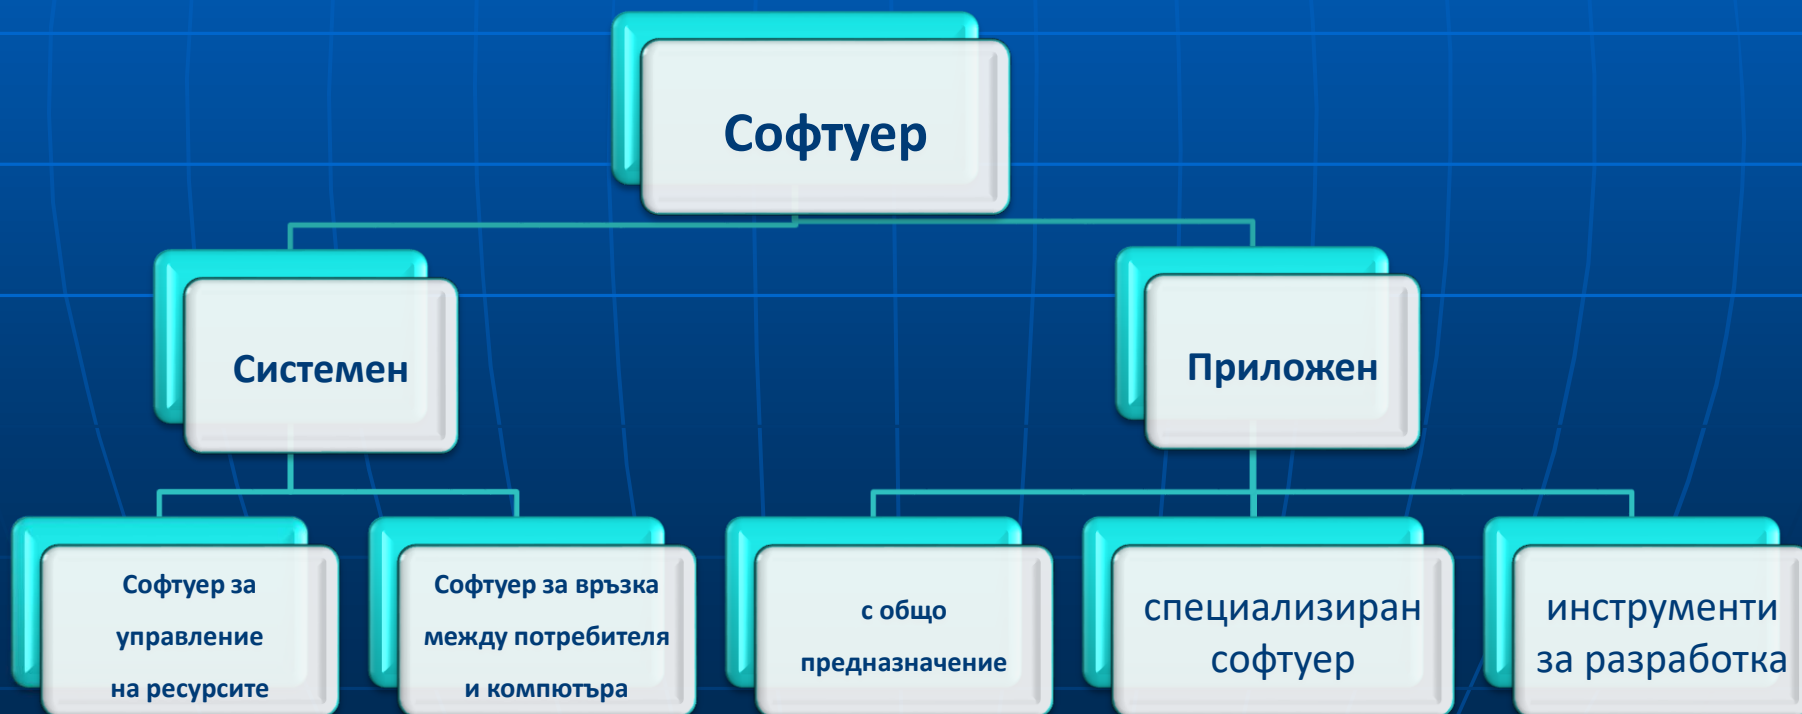 Софтуер
Системен
Приложен
Софтуер за
управление
на ресурсите
Софтуер за връзка
между потребителя
и компютъра
с общо
предназначение
специализиран
софтуер
инструменти
за разработка